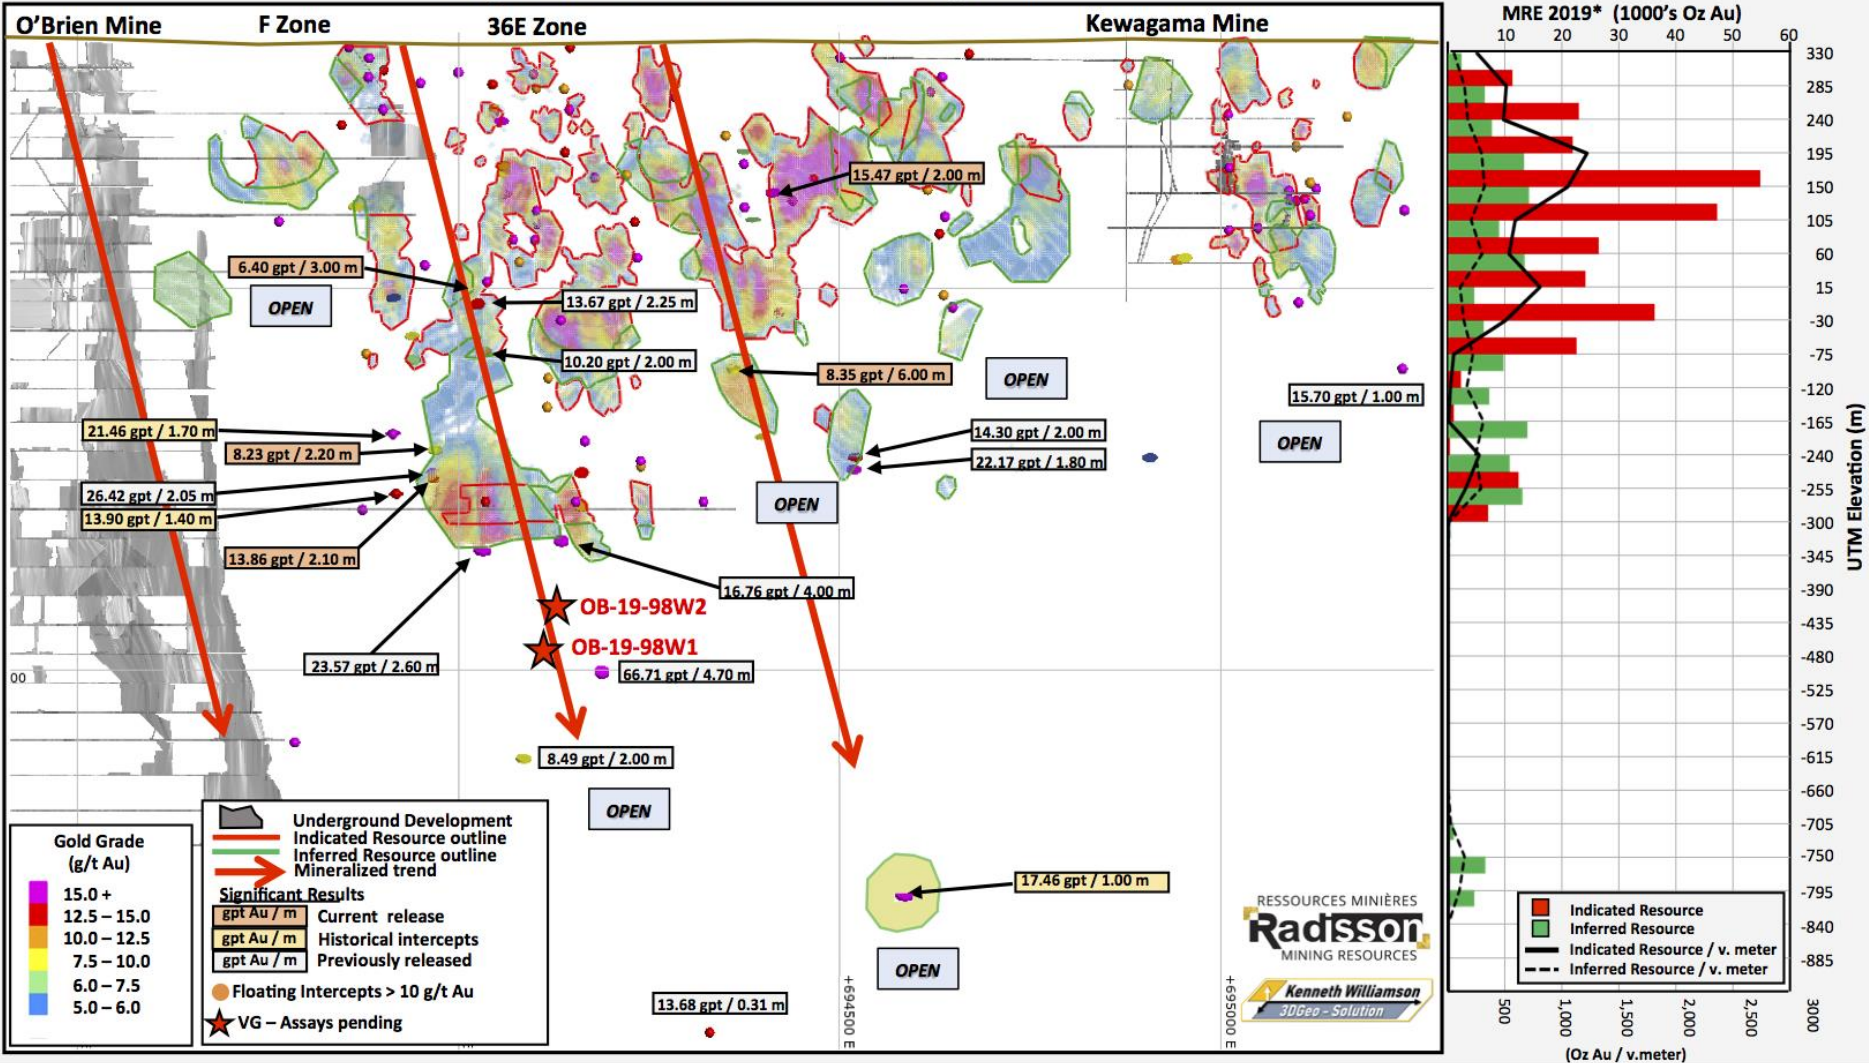 O'Brien Mine
F Zone
36E Zone
Kewagama Mine
15.47 gpt / 2.00 m
6.40 gpt / 3.00 m
OPEN
13.67 gpt / 2.25 m
10.20 gpt / 2.00 m
8.35 gpt / 6.00 m
OPEN
15.70 gpt / 1.00 m
21.46 gpt / 1.70 m
8.23 gpt / 2.20 m
14.30 gpt / 2.00 m
22.17 gpt / 1.80 m
OPEN
26.42 gpt / 2.05 m
13.90 gpt / 1.40 m
OPEN
13.86 gpt / 2.10 m
16.76 gpt / 4.00 m
OB-19-98W2
OB-19-98W1
23.57 gpt / 2.60 m
66.71 gpt / 4.70 m
00
8.49 gpt / 2.00 m
OPEN
17.46 gpt / 1.00 m
OPEN
13.68 gpt / 0.31 m
+694500 E
+695000 E
Gold Grade
(g/t Au)
15.0 +
12.5 – 15.0
10.0 – 12.5
7.5 – 10.0
6.0 – 7.5
5.0 – 6.0
Underground Development
Indicated Resource outline
Inferred Resource outline
Mineralized trend
Significant Results
gpt Au / m Current release
gpt Au / m Historical intercepts
gpt Au / m Previously released
Floating Intercepts > 10 g/t Au
VG – Assays pending
RESSOURCES MINIÈRES
Radisson
MINING RESOURCES
Kenneth Williamson
3DGeo - Solution
MRE 2019* (1000's Oz Au)
10 20 30 40 50 60
330
285
240
195
150
105
60
15
-30
-75
-120
-165
-240
-255
-300
-345
-390
-435
-480
-525
-570
-615
-660
-705
-750
-795
-840
-885
UTM Elevation (m)
Indicated Resource
Inferred Resource
Indicated Resource / v. meter
Inferred Resource / v. meter
500 1,000 1,500 2,000 2,500 3000
(Oz Au / v.meter)